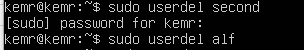 kemr@kemr:~$ sudo userdel second
[sudo] password for kemr:
kemr@kemr:~$ sudo userdel alf